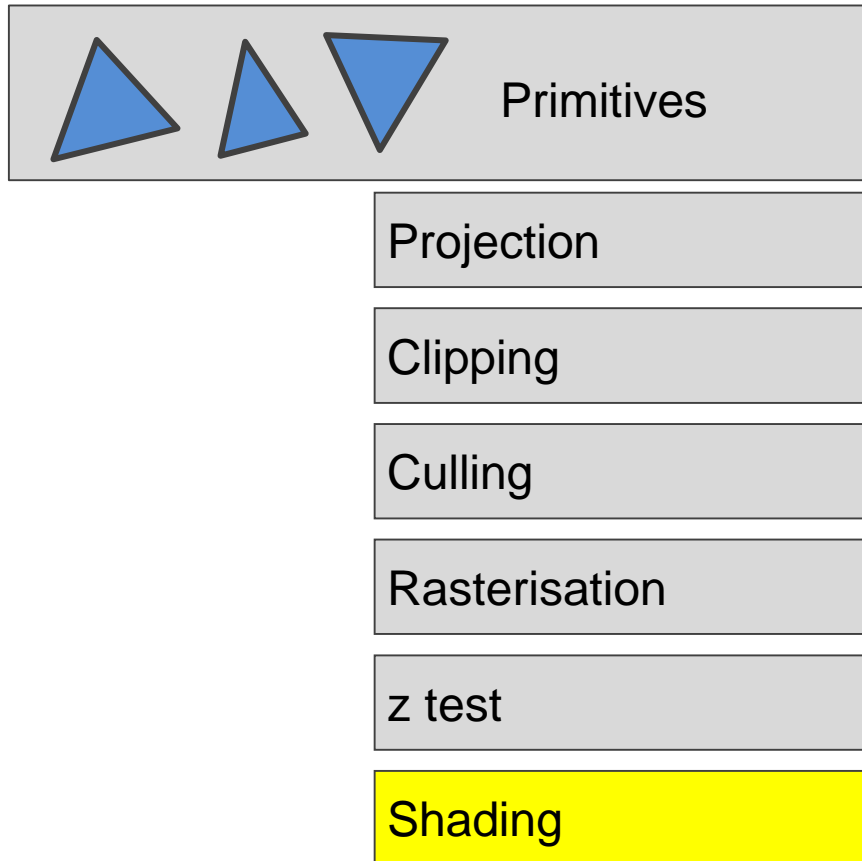 Primitives
Projection
Clipping
Culling
Rasterisation
z test
Shading